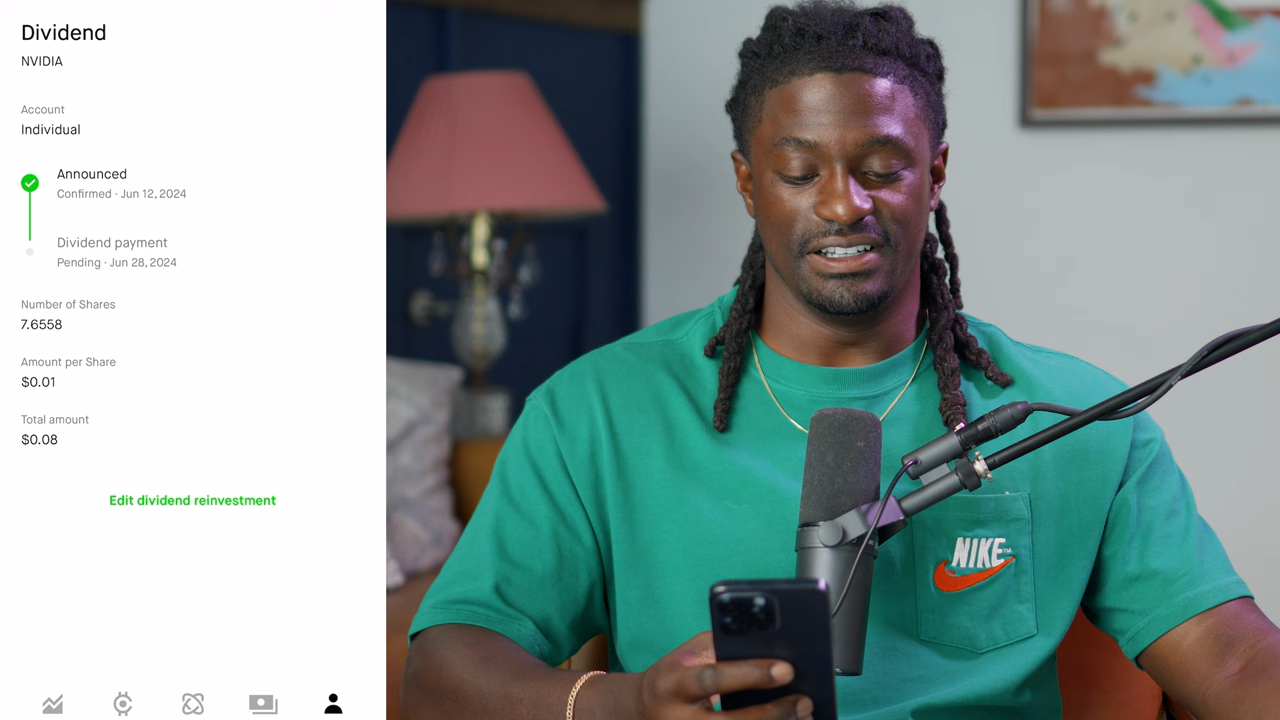 Dividend
NVIDIA
Account
Individual
Announced
Confirmed · Jun 12, 2024
Dividend payment
Pending · Jun 28, 2024
Number of Shares
7.6558
Amount per Share
$0.01
Total amount
$0.08
Edit dividend reinvestment
NIKE™